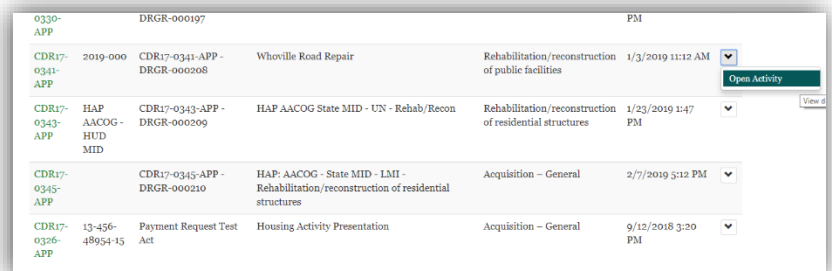 0330- DRGR-000197 PM
APP
CDR17- 2019-000 CDR17-0341-APP - Whoville Road Repair Rehabilitation/reconstruction 1/3/2019 11:12 AM
0341- DRGR-000208 of public facilities
APP
Open Activity
View d
CDR17- HAP CDR17-0343-APP - HAP AACOG State MID - UN - Rehab/Recon Rehabilitation/reconstruction 1/23/2019 1:47
0343- AACOG - DRGR-000209 of residential structures PM
APP HUD
MID
CDR17- CDR17-0345-APP - HAP: AACOG - State MID - LMI - Acquisition – General 2/7/2019 5:12 PM
0345- DRGR-000210 Rehabilitation/reconstruction of residential
APP structures
CDR17- 13-456- Payment Request Test Housing Activity Presentation Acquisition – General 9/12/2018 3:20
0326- 48954-15 Act PM
APP